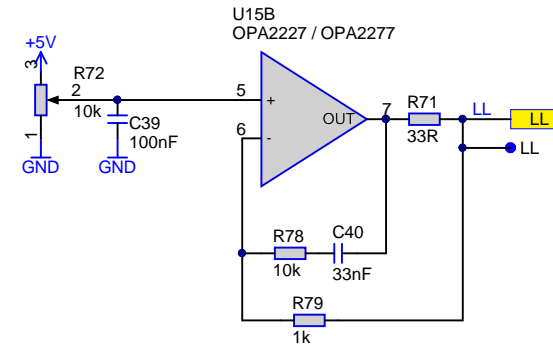 U15B
OPA2227 / OPA2277
+5V
3
R72
2
10k
1
GND
C39
100nF
GND
5
+
6
-
OUT
7
R71
33R
LL
LL
LL
R78
10k
C40
33nF
R79
1k